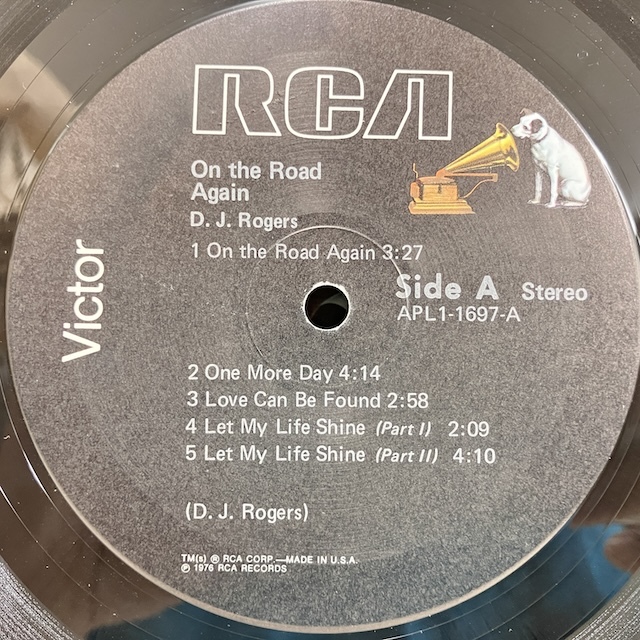 RCA
On the Road
Again
D. J. Rogers
1 On the Road Again 3:27
Victor
Side A Stereo
APL1-1697-A
2 One More Day 4:14
3 Love Can Be Found 2:58
4 Let My Life Shine (Part I) 2:09
5 Let My Life Shine (Part II) 4:10
(D. J. Rogers)
TM(s) ® RCA CORP.—MADE IN U.S.A.
℗ 1976 RCA RECORDS